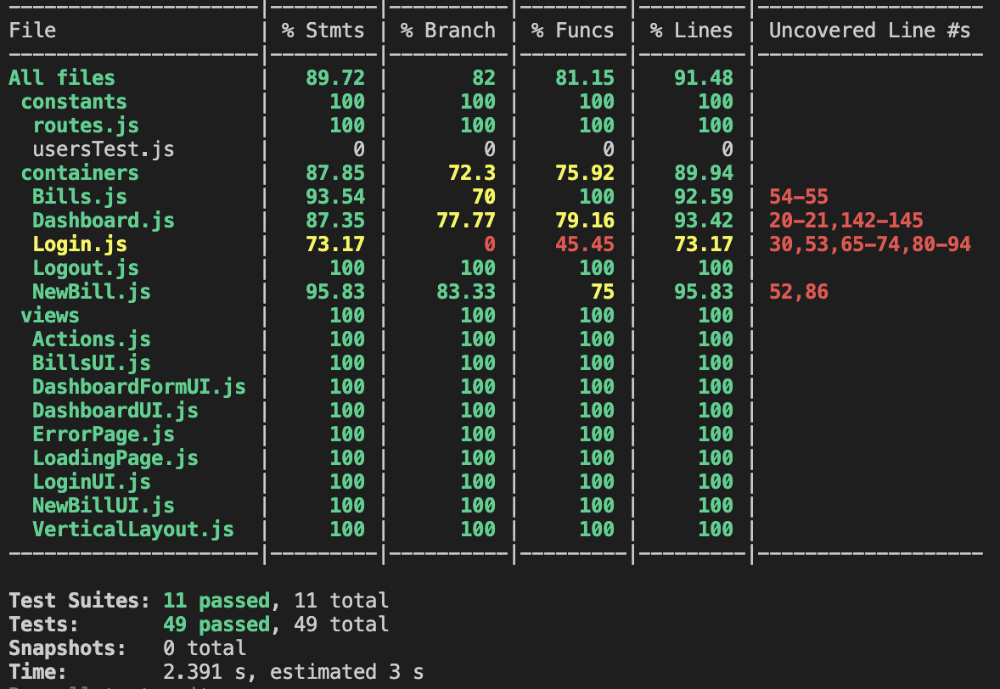 File | % Stmts | % Branch | % Funcs | % Lines | Uncovered Line #s
All files | 89.72 | 82 | 81.15 | 91.48 |
constants | 100 | 100 | 100 | 100 |
routes.js | 100 | 100 | 100 | 100 |
usersTest.js | 0 | 0 | 0 | 0 |
containers | 87.85 | 72.3 | 75.92 | 89.94 |
Bills.js | 93.54 | 70 | 100 | 92.59 | 54-55
Dashboard.js | 87.35 | 77.77 | 79.16 | 93.42 | 20-21,142-145
Login.js | 73.17 | 0 | 45.45 | 73.17 | 30,53,65-74,80-94
Logout.js | 100 | 100 | 100 | 100 |
NewBill.js | 95.83 | 83.33 | 75 | 95.83 | 52,86
views | 100 | 100 | 100 | 100 |
Actions.js | 100 | 100 | 100 | 100 |
BillsUI.js | 100 | 100 | 100 | 100 |
DashboardFormUI.js | 100 | 100 | 100 | 100 |
DashboardUI.js | 100 | 100 | 100 | 100 |
ErrorPage.js | 100 | 100 | 100 | 100 |
LoadingPage.js | 100 | 100 | 100 | 100 |
LoginUI.js | 100 | 100 | 100 | 100 |
NewBillUI.js | 100 | 100 | 100 | 100 |
VerticalLayout.js | 100 | 100 | 100 | 100 |
Test Suites: 11 passed, 11 total
Tests: 49 passed, 49 total
Snapshots: 0 total
Time: 2.391 s, estimated 3 s